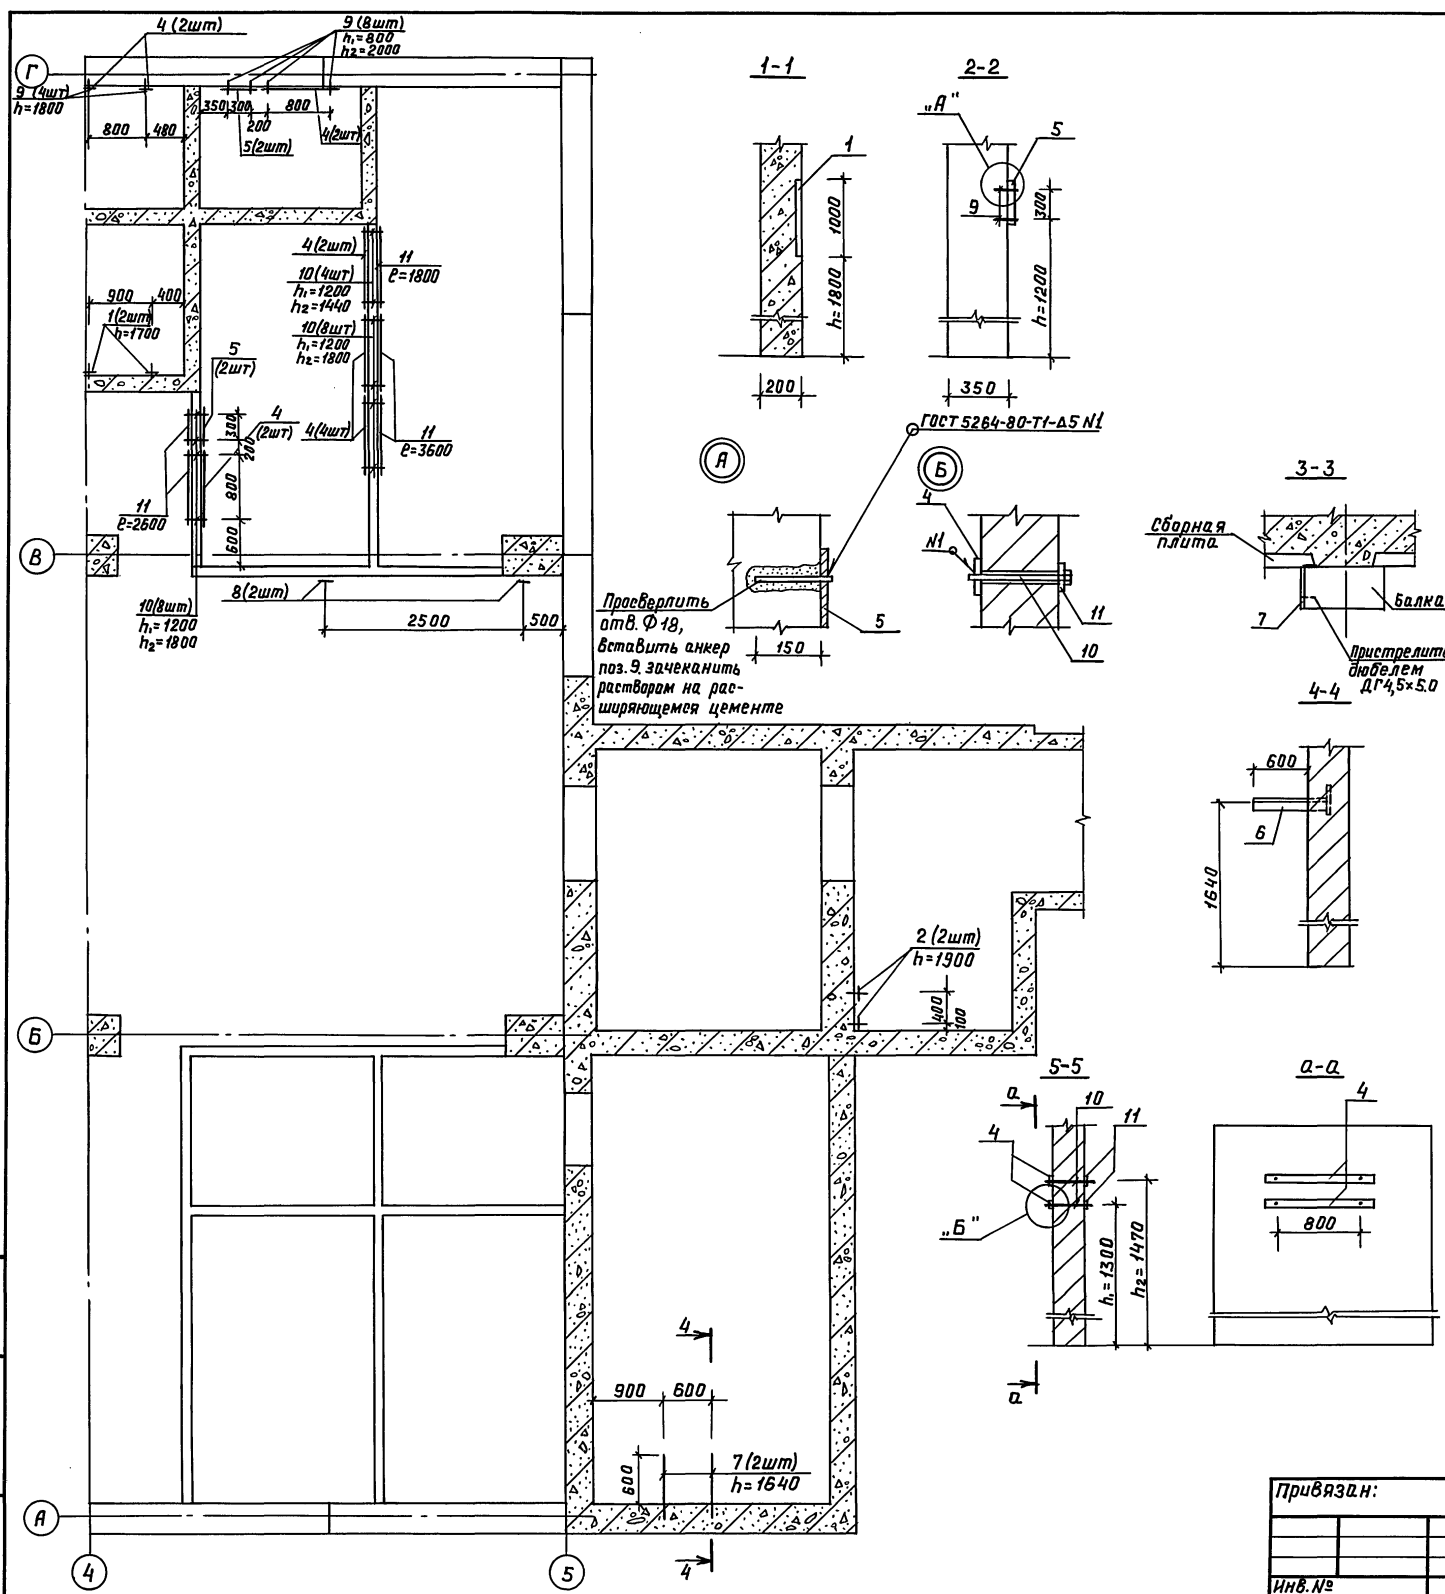 4 (2шт)
9 (8шт)
h₁=800
h₂=2000
Г
9 (4шт)
h=1800
350
300
800
200
800
480
5(2шт)
4(2шт)
4(2шт)
11
ℓ=1800
10(4шт)
h₁=1200
h₂=1440
10(8шт)
h₁=1200
h₂=1800
900
400
1(2шт)
h=1700
5
(2шт)
4
(2шт)
300
200
800
600
4(4шт)
11
ℓ=3600
11
ℓ=2600
В
10(8шт)
h₁=1200
h₂=1800
8(2шт)
2500
500
1-1
1
1000
h=1800
200
2-2
„А"
5
9
300
h=1200
350
ГОСТ 5264-80-Т1-Δ5 N1
А
Просверлить
отв. Ф 18,
вставить анкер
поз.9, зачеканить
раствором на рас-
ширяющемся цементе
150
5
Б
4
N1
11
10
3-3
Сборная
плита
7
Балка
Пристрелить
дюбелем
ДГ4,5×5.0
4-4
600
6
1640
2 (2шт)
h=1900
400
100
Б
5-5
а
10
11
4
„Б"
h₁=1300
h₂=1470
а
а-а
4
800
4
900
600
600
7 (2шт)
h=1640
4
А
4
5
Привязан:
Инв.№